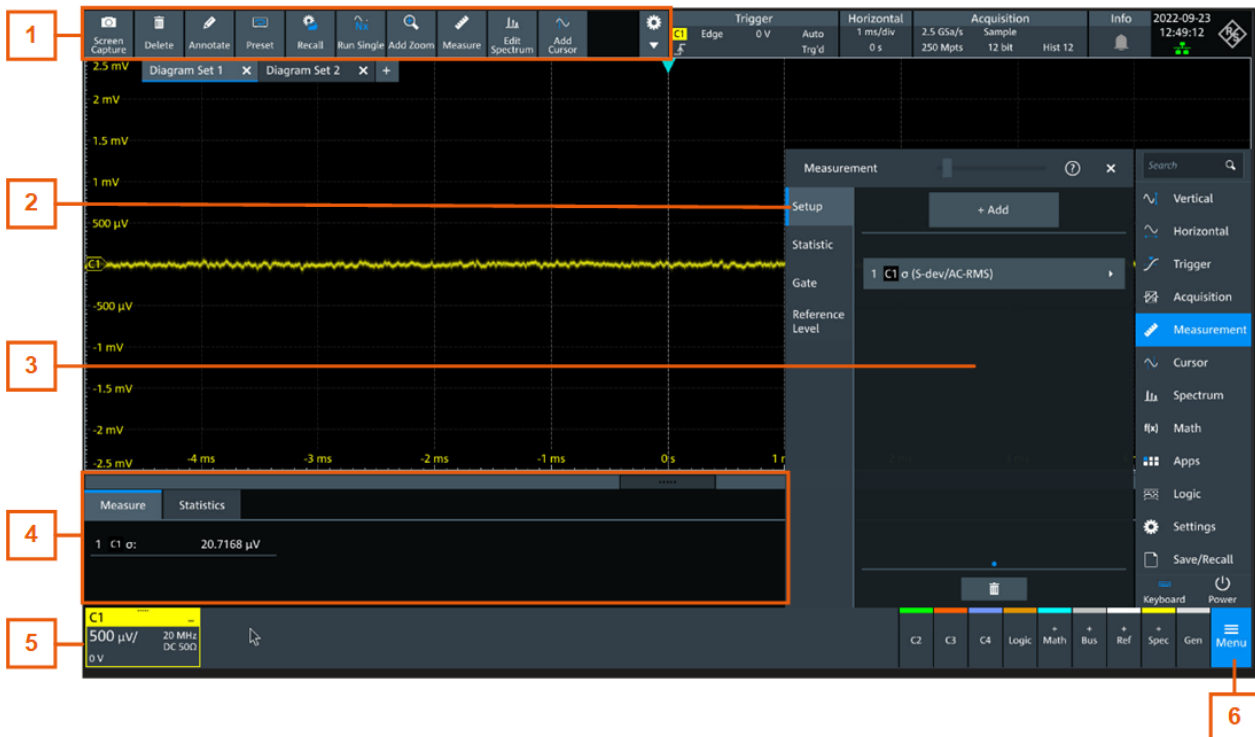 1
Screen Capture
Delete
Annotate
Preset
Recall
Run Single
Add Zoom
Measure
Edit Spectrum
Add Cursor
Trigger
C1 Edge 0 V Auto
Trig'd
Horizontal
1 ms/div
0 s
Acquisition
2.5 GSa/s Sample
250 Mpts 12 bit Hist 12
Info
2022-09-23
12:49:12
R&S
2.5 mV
Diagram Set 1 ✕ Diagram Set 2 ✕ +
2 mV
1.5 mV
1 mV
500 µV
C1
-500 µV
-1 mV
-1.5 mV
-2 mV
-2.5 mV
-4 ms -3 ms -2 ms -1 ms 0 s
2
Measurement ? ✕
Setup
Statistic
Gate
Reference
Level
+ Add
1 C1 σ (S-dev/AC-RMS)
3
Search
Vertical
Horizontal
Trigger
Acquisition
Measurement
Cursor
Spectrum
f(x) Math
Apps
Logic
Settings
Save/Recall
Keyboard Power
4
Measure Statistics
1 C1 σ: 20.7168 µV
5
C1
500 µV/ 20 MHz
DC 50Ω
0 V
C2 C3 C4 Logic
+ Math
+ Bus
+ Ref
+ Spec
Gen
Menu
6